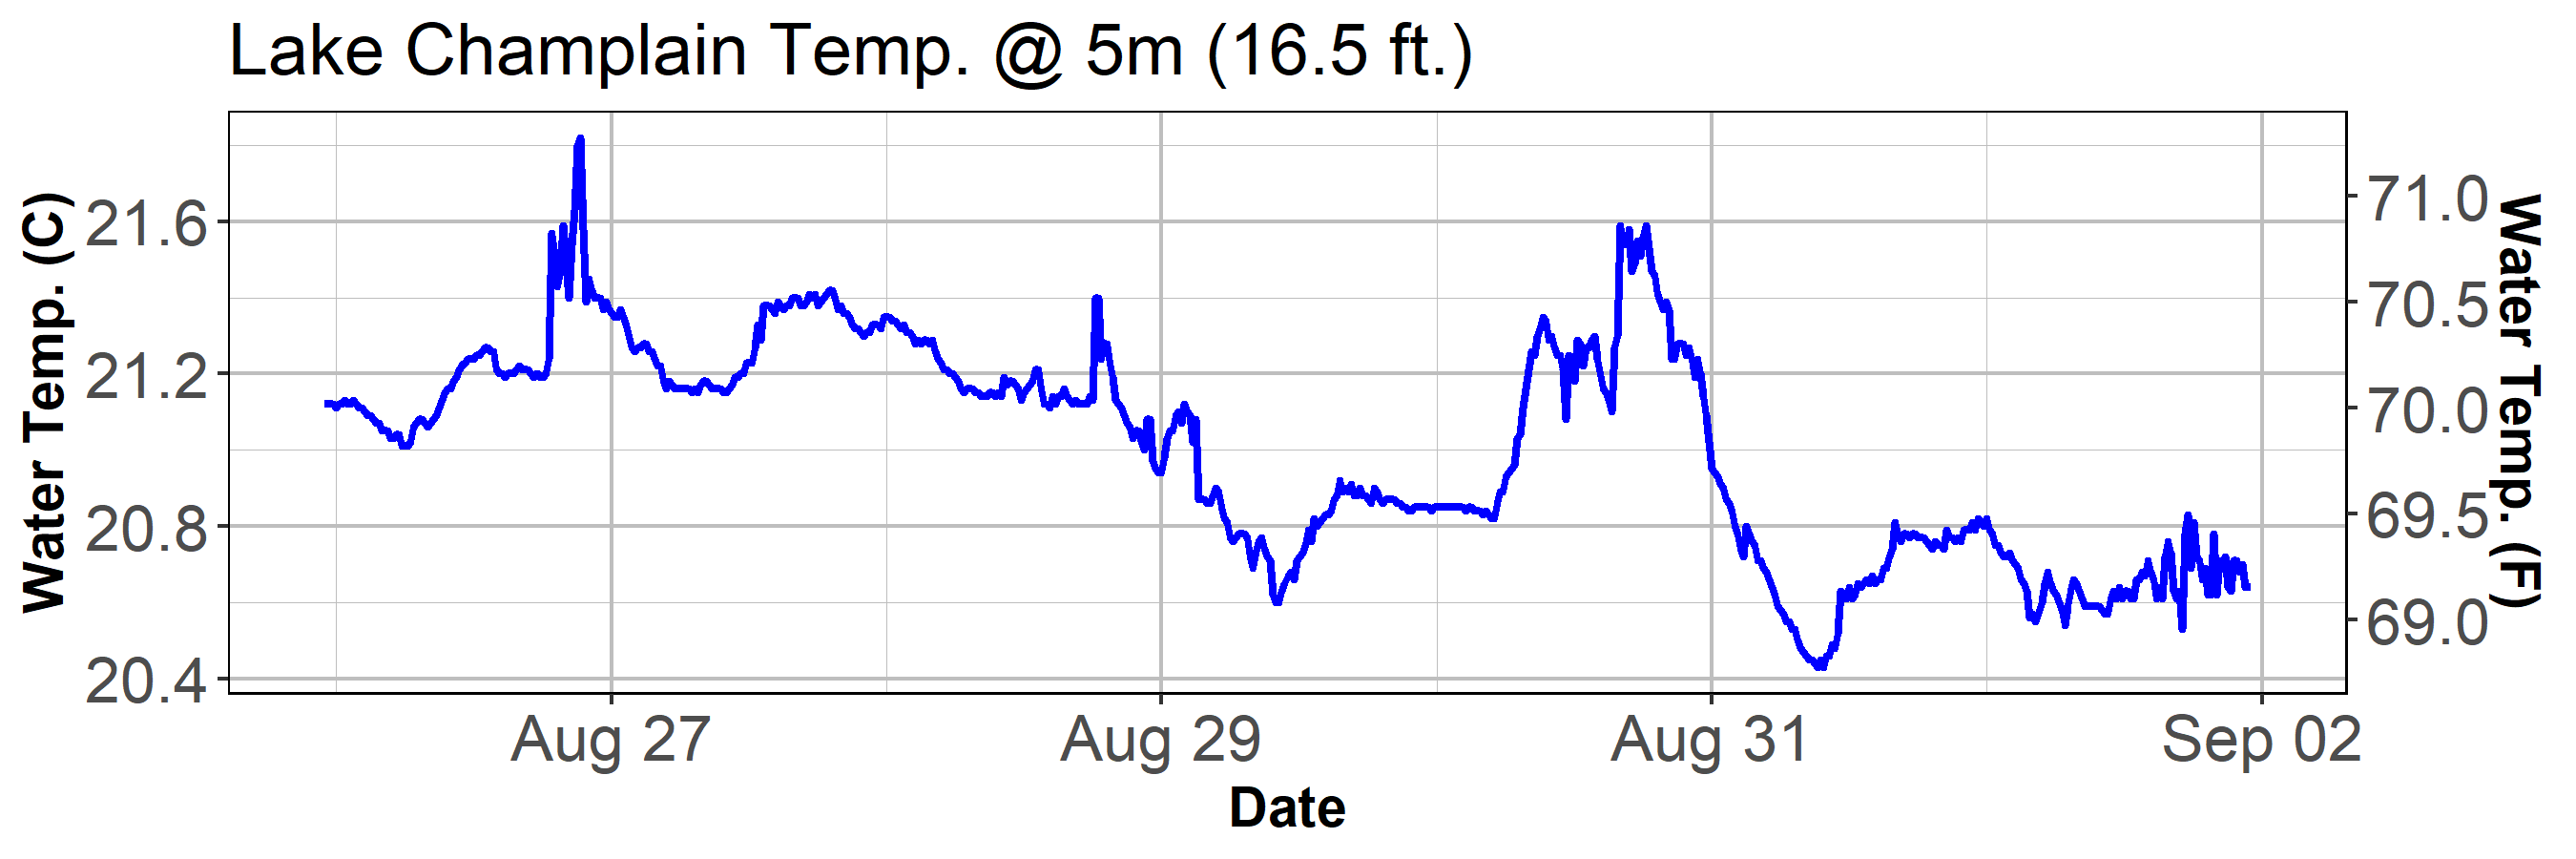 Lake Champlain Temp. @ 5m (16.5 ft.)
Water Temp. (C)
21.6
21.2
20.8
20.4
71.0
70.5
70.0
69.5
69.0
Water Temp. (F)
Aug 27
Aug 29
Aug 31
Sep 02
Date